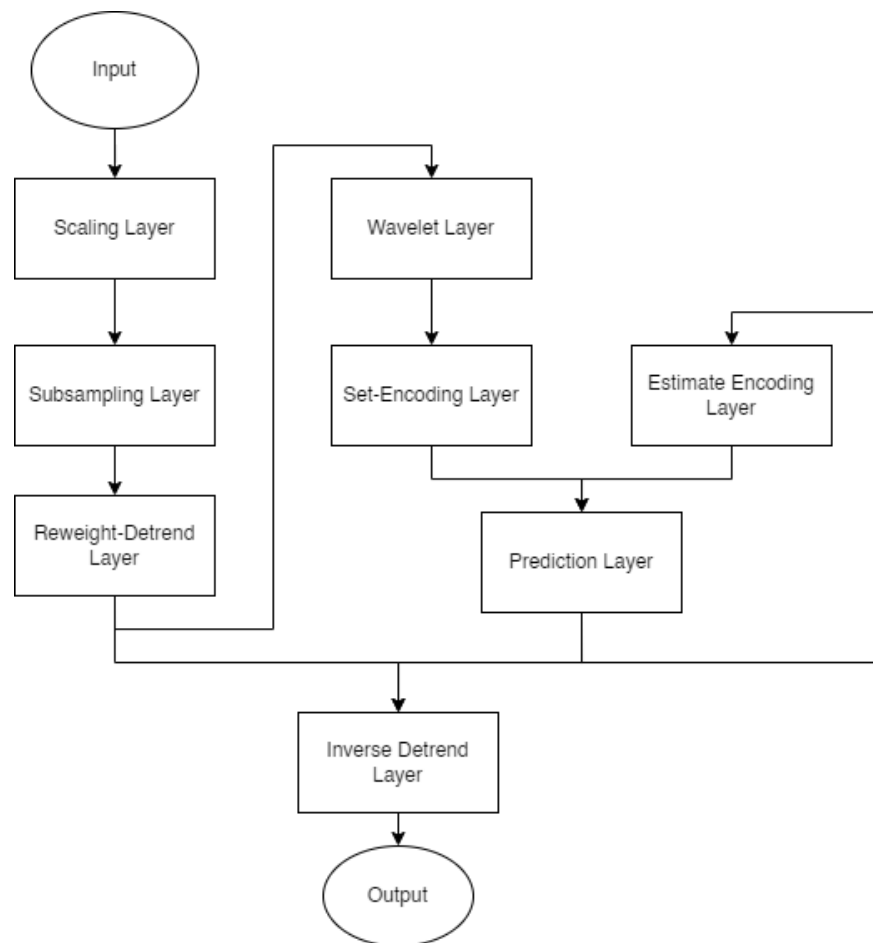 Input
Scaling Layer
Wavelet Layer
Subsampling Layer
Set-Encoding Layer
Estimate Encoding
Layer
Reweight-Detrend
Layer
Prediction Layer
Inverse Detrend
Layer
Output